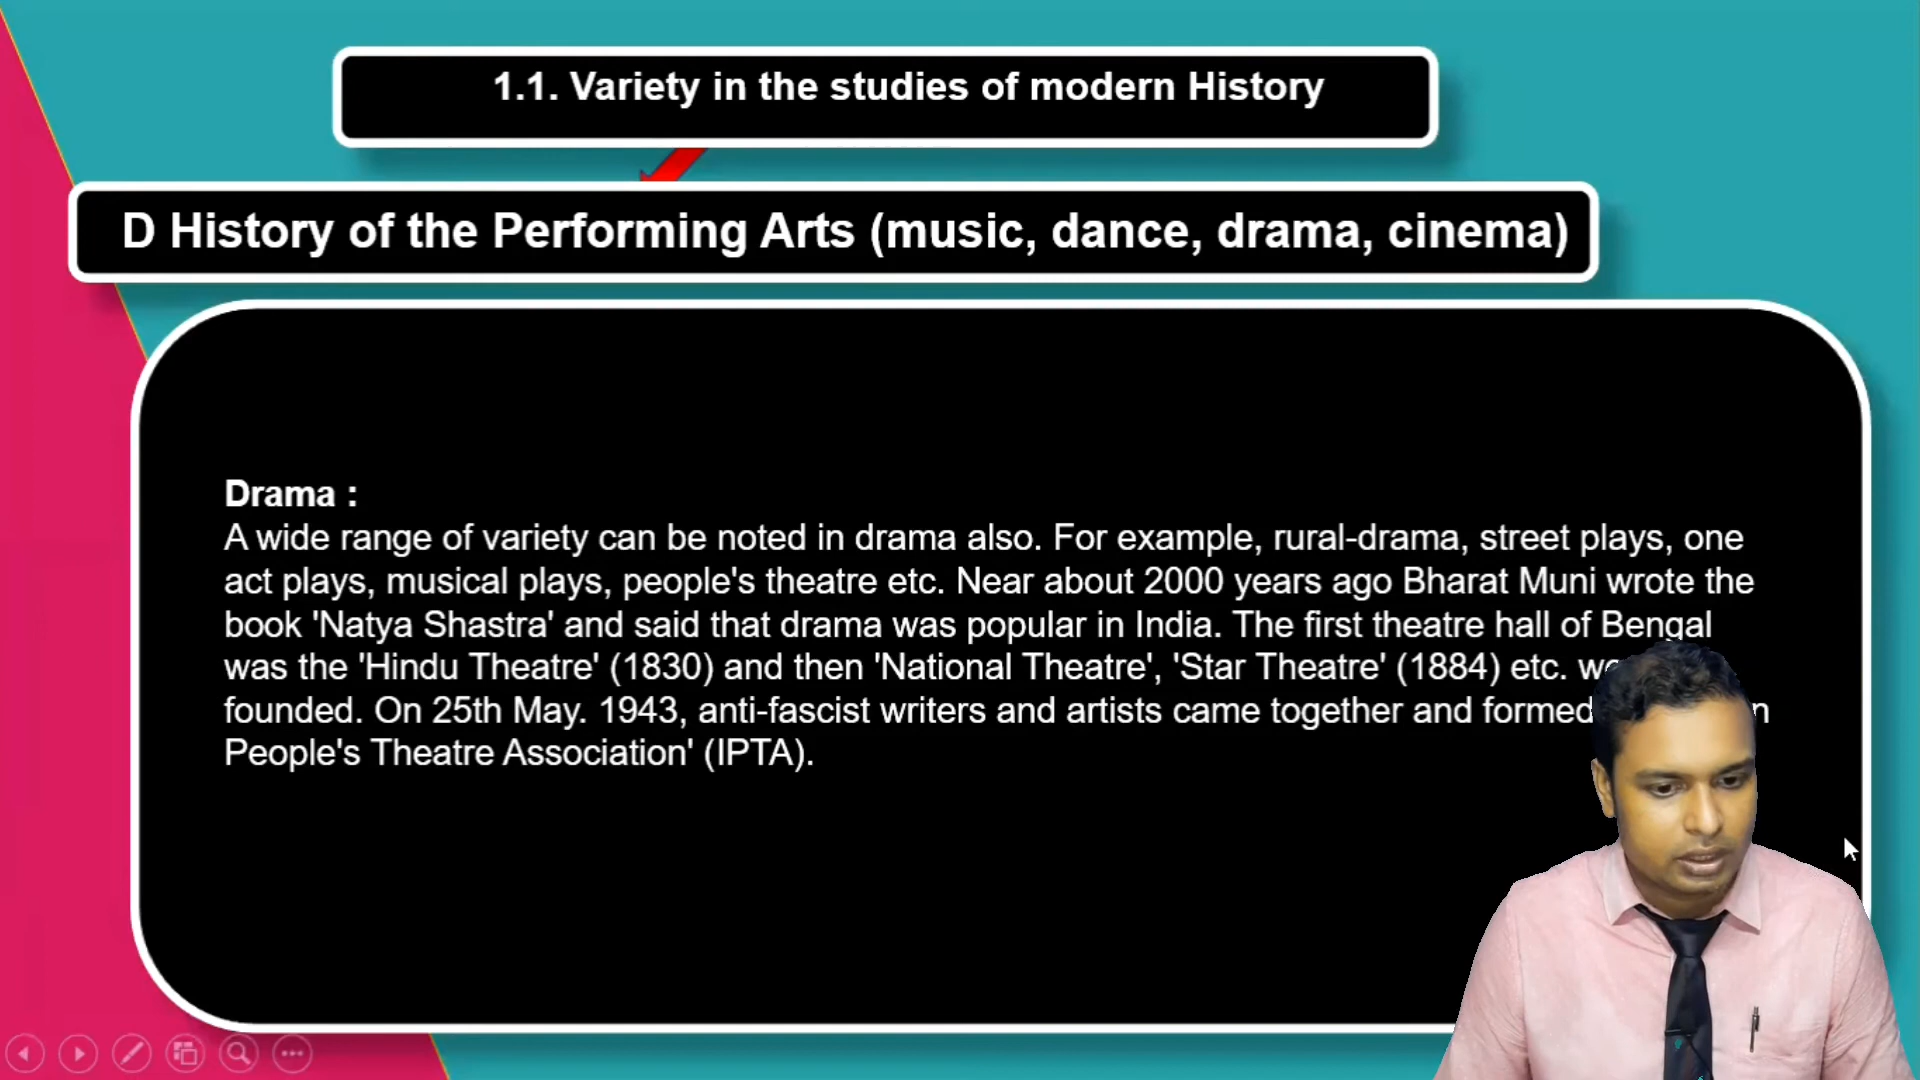 1.1. Variety in the studies of modern History
D History of the Performing Arts (music, dance, drama, cinema)
Drama :
A wide range of variety can be noted in drama also. For example, rural-drama, street plays, one
act plays, musical plays, people's theatre etc. Near about 2000 years ago Bharat Muni wrote the
book 'Natya Shastra' and said that drama was popular in India. The first theatre hall of Bengal
was the 'Hindu Theatre' (1830) and then 'National Theatre', 'Star Theatre' (1884) etc.
founded. On 25th May. 1943, anti-fascist writers and artists came together and formed
People's Theatre Association' (IPTA).